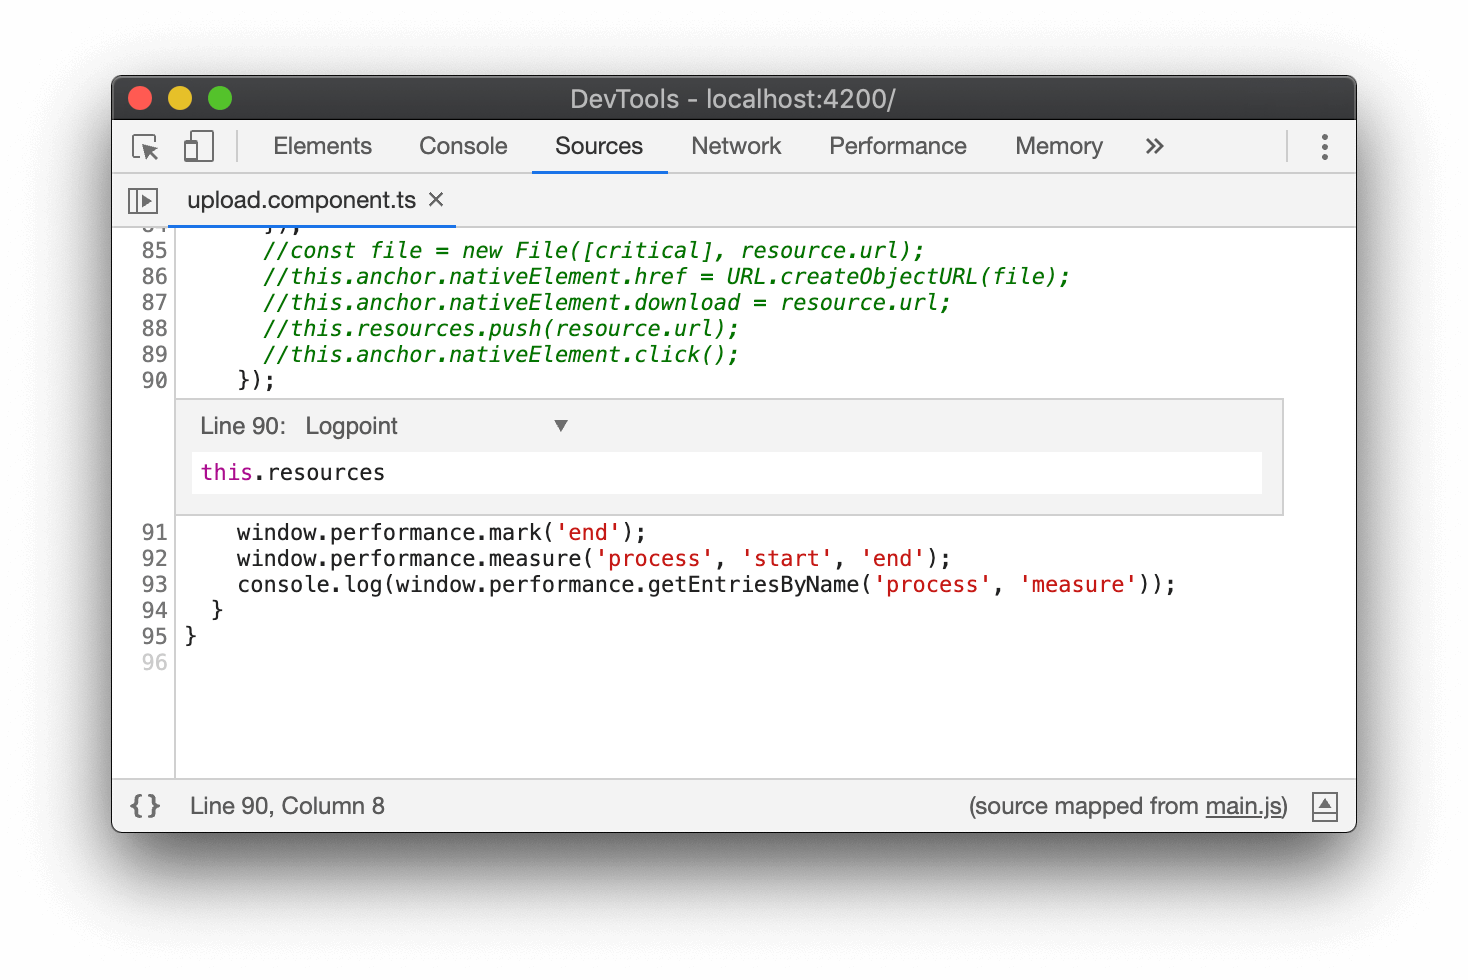 DevTools - localhost:4200/
Elements Console Sources Network Performance Memory »
upload.component.ts ×
84 });
85 //const file = new File([critical], resource.url);
86 //this.anchor.nativeElement.href = URL.createObjectURL(file);
87 //this.anchor.nativeElement.download = resource.url;
88 //this.resources.push(resource.url);
89 //this.anchor.nativeElement.click();
90 });
Line 90: Logpoint ▼
this.resources
91 window.performance.mark('end');
92 window.performance.measure('process', 'start', 'end');
93 console.log(window.performance.getEntriesByName('process', 'measure'));
94 }
95 }
96
{} Line 90, Column 8 (source mapped from main.js)